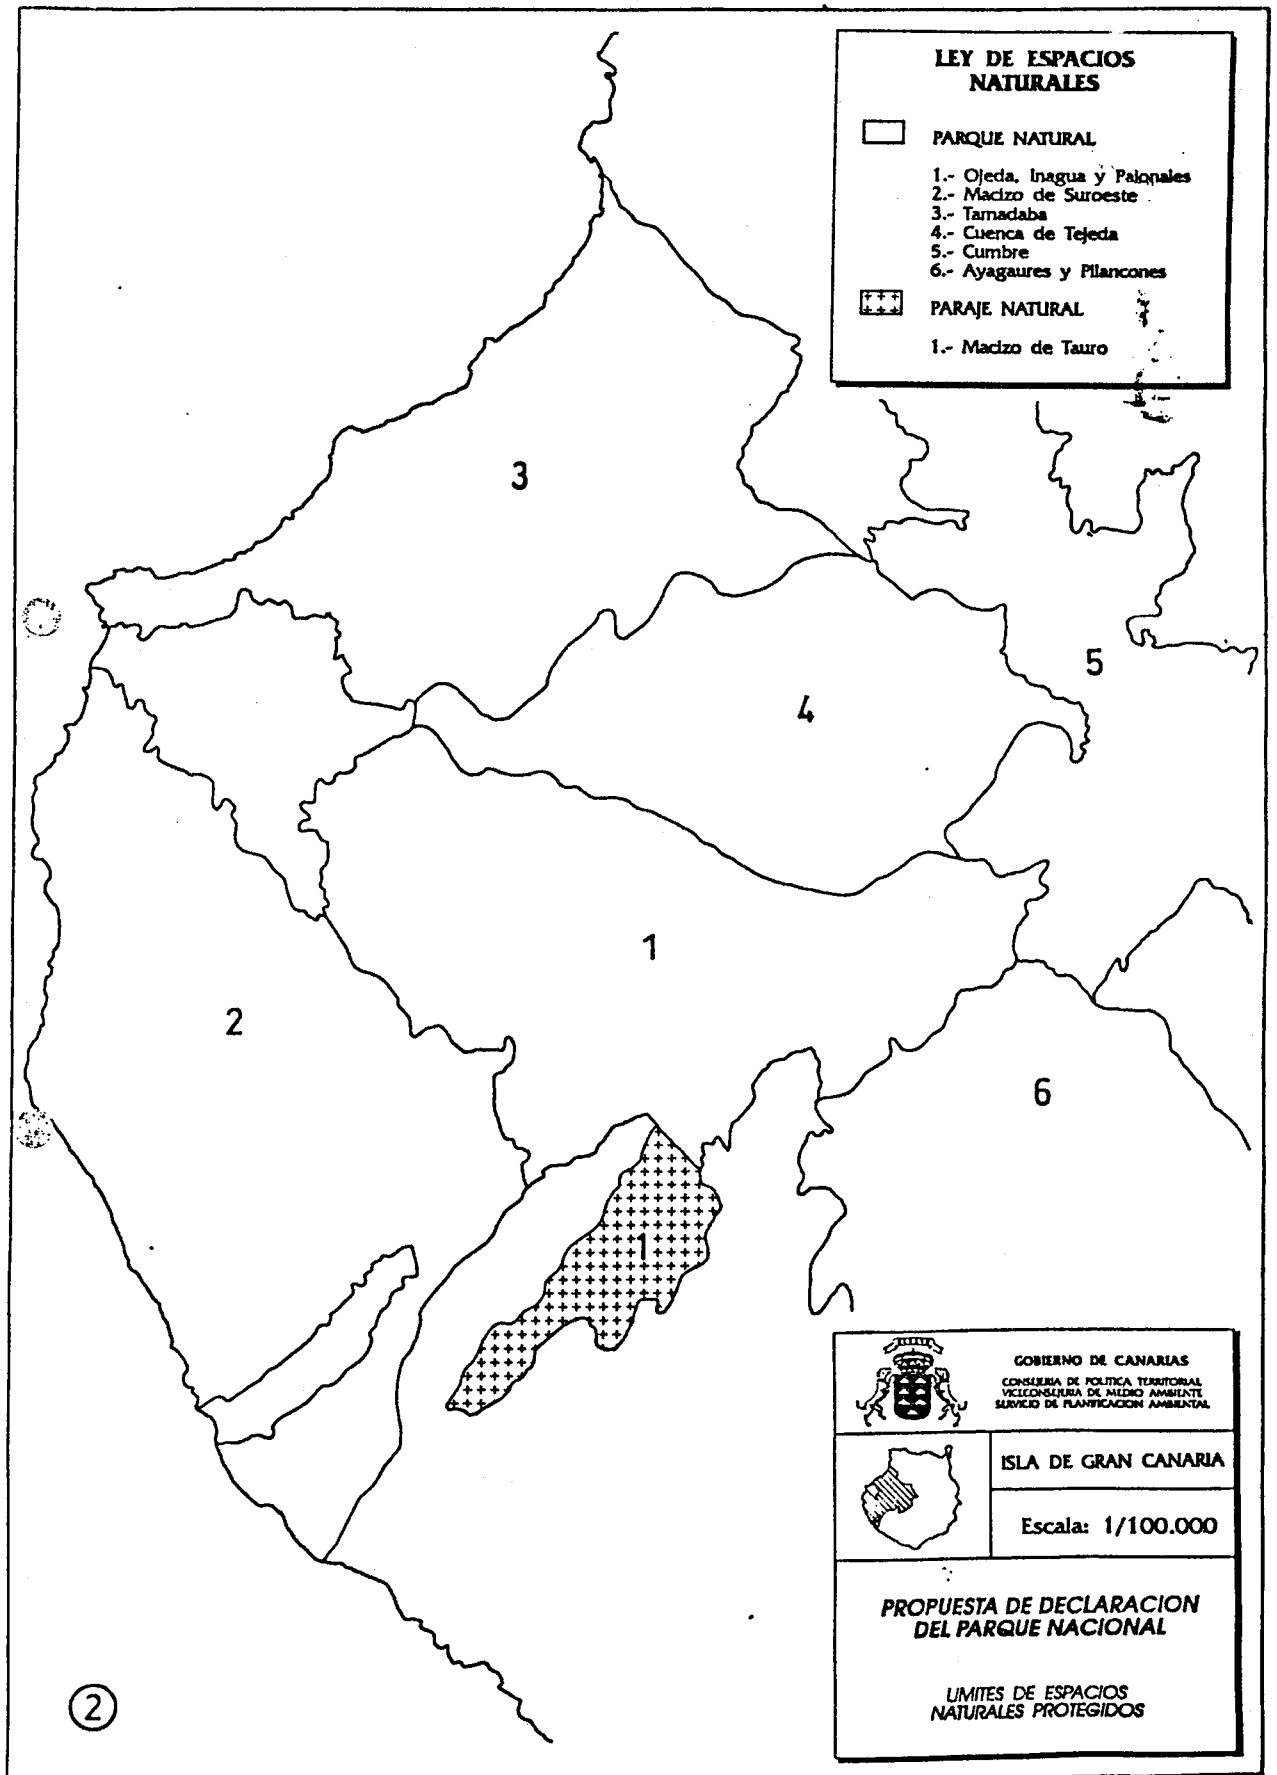 LEY DE ESPACIOS
NATURALES
PARQUE NATURAL
1.- Ojeda, Inagua y Pajonales
2.- Macizo de Suroeste
3.- Tamadaba
4.- Cuenca de Tejeda
5.- Cumbre
6.- Ayagaures y Pilancones
PARAJE NATURAL
1.- Macizo de Tauro
3
5
4
1
2
6
1
GOBIERNO DE CANARIAS
CONSEJERIA DE POLITICA TERRITORIAL
VICECONSEJERIA DE MEDIO AMBIENTE
SERVICIO DE PLANIFICACION AMBIENTAL
ISLA DE GRAN CANARIA
Escala: 1/100.000
PROPUESTA DE DECLARACION
DEL PARQUE NACIONAL
LIMITES DE ESPACIOS
NATURALES PROTEGIDOS
2